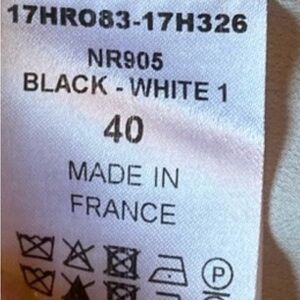 17HRO83-17H326
NR905
BLACK - WHITE 1
40
MADE IN
FRANCE
P